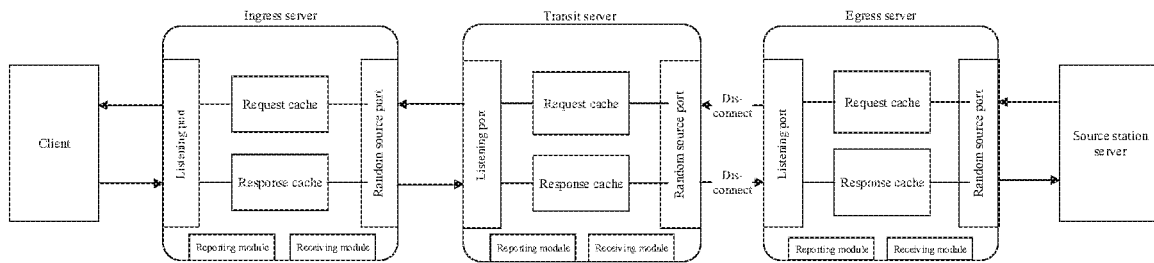 Ingress server
Transit server
Egress server
Client
Listening port
Request cache
Response cache
Random source port
Reporting module
Receiving module
Listening port
Request cache
Response cache
Random source port
Reporting module
Receiving module
Dis-
connect
Dis-
connect
Listening port
Request cache
Response cache
Random source port
Reporting module
Receiving module
Source station
server